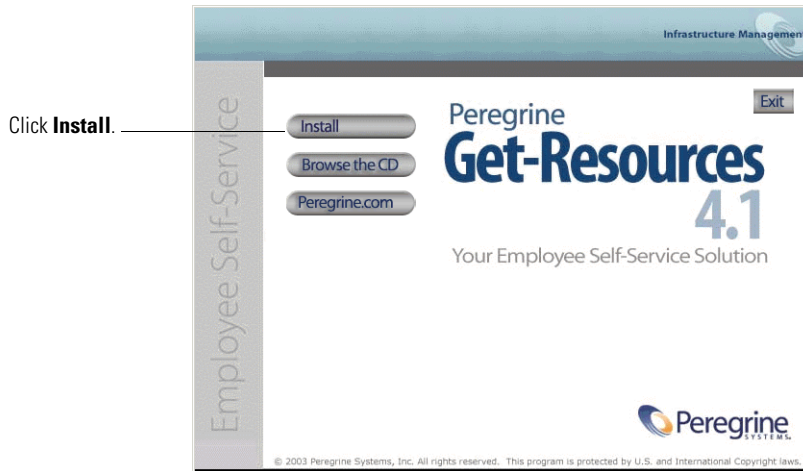 Infrastructure Management
Exit
Click Install.
Install
Browse the CD
Peregrine.com
Employee Self-Service
Peregrine
Get-Resources
4.1
Your Employee Self-Service Solution
Peregrine
SYSTEMS
© 2003 Peregrine Systems, Inc. All rights reserved. This program is protected by U.S. and International Copyright laws.